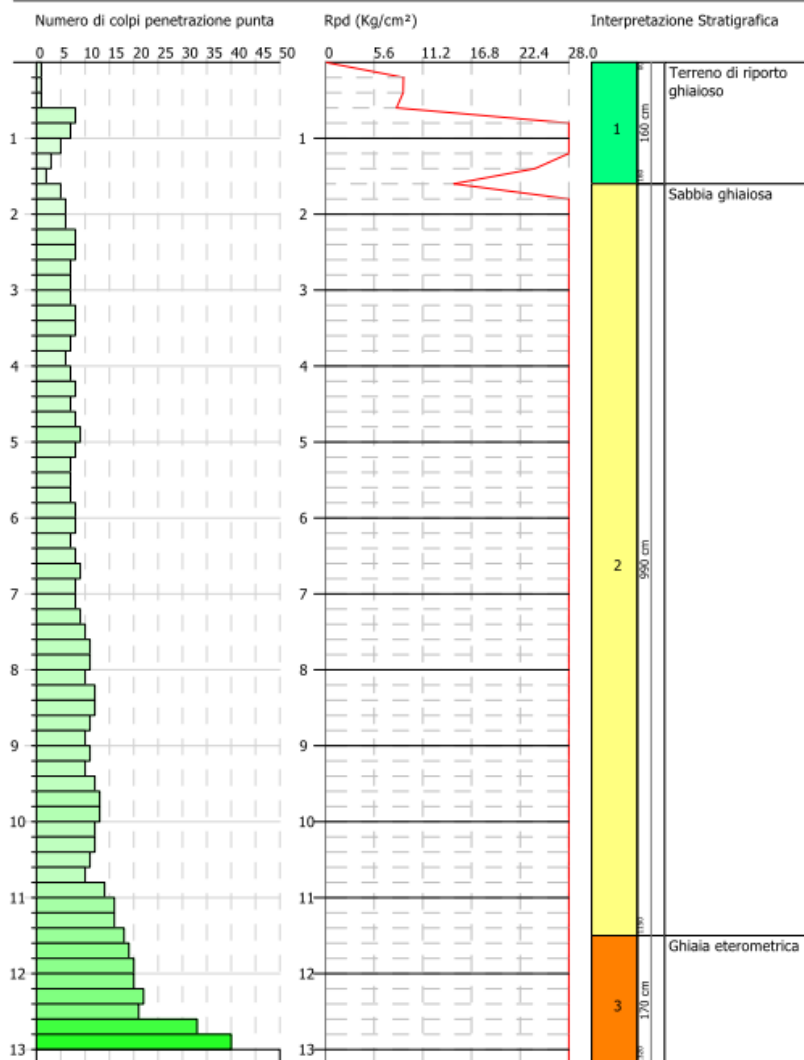 Numero di colpi penetrazione punta
Rpd (Kg/cm²)
Interpretazione Stratigrafica
0 5 10 15 20 25 30 35 40 45 50
0 5.6 11.2 16.8 22.4 28.0
1
2
3
4
5
6
7
8
9
10
11
12
13
1
2
3
4
5
6
7
8
9
10
11
12
13
1
160 cm
Terreno di riporto
ghiaioso
2
990 cm
Sabbia ghiaiosa
3
170 cm
Ghiaia eterometrica